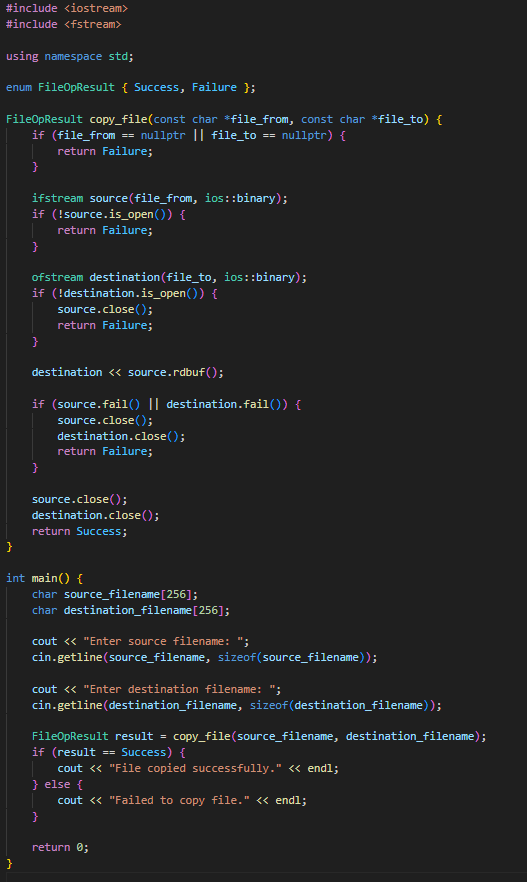 #include <iostream>
#include <fstream>

using namespace std;

enum FileOpResult { Success, Failure };

FileOpResult copy_file(const char *file_from, const char *file_to) {
    if (file_from == nullptr || file_to == nullptr) {
        return Failure;
    }

    ifstream source(file_from, ios::binary);
    if (!source.is_open()) {
        return Failure;
    }

    ofstream destination(file_to, ios::binary);
    if (!destination.is_open()) {
        source.close();
        return Failure;
    }

    destination << source.rdbuf();

    if (source.fail() || destination.fail()) {
        source.close();
        destination.close();
        return Failure;
    }

    source.close();
    destination.close();
    return Success;
}

int main() {
    char source_filename[256];
    char destination_filename[256];

    cout << "Enter source filename: ";
    cin.getline(source_filename, sizeof(source_filename));

    cout << "Enter destination filename: ";
    cin.getline(destination_filename, sizeof(destination_filename));

    FileOpResult result = copy_file(source_filename, destination_filename);
    if (result == Success) {
        cout << "File copied successfully." << endl;
    } else {
        cout << "Failed to copy file." << endl;
    }

    return 0;
}